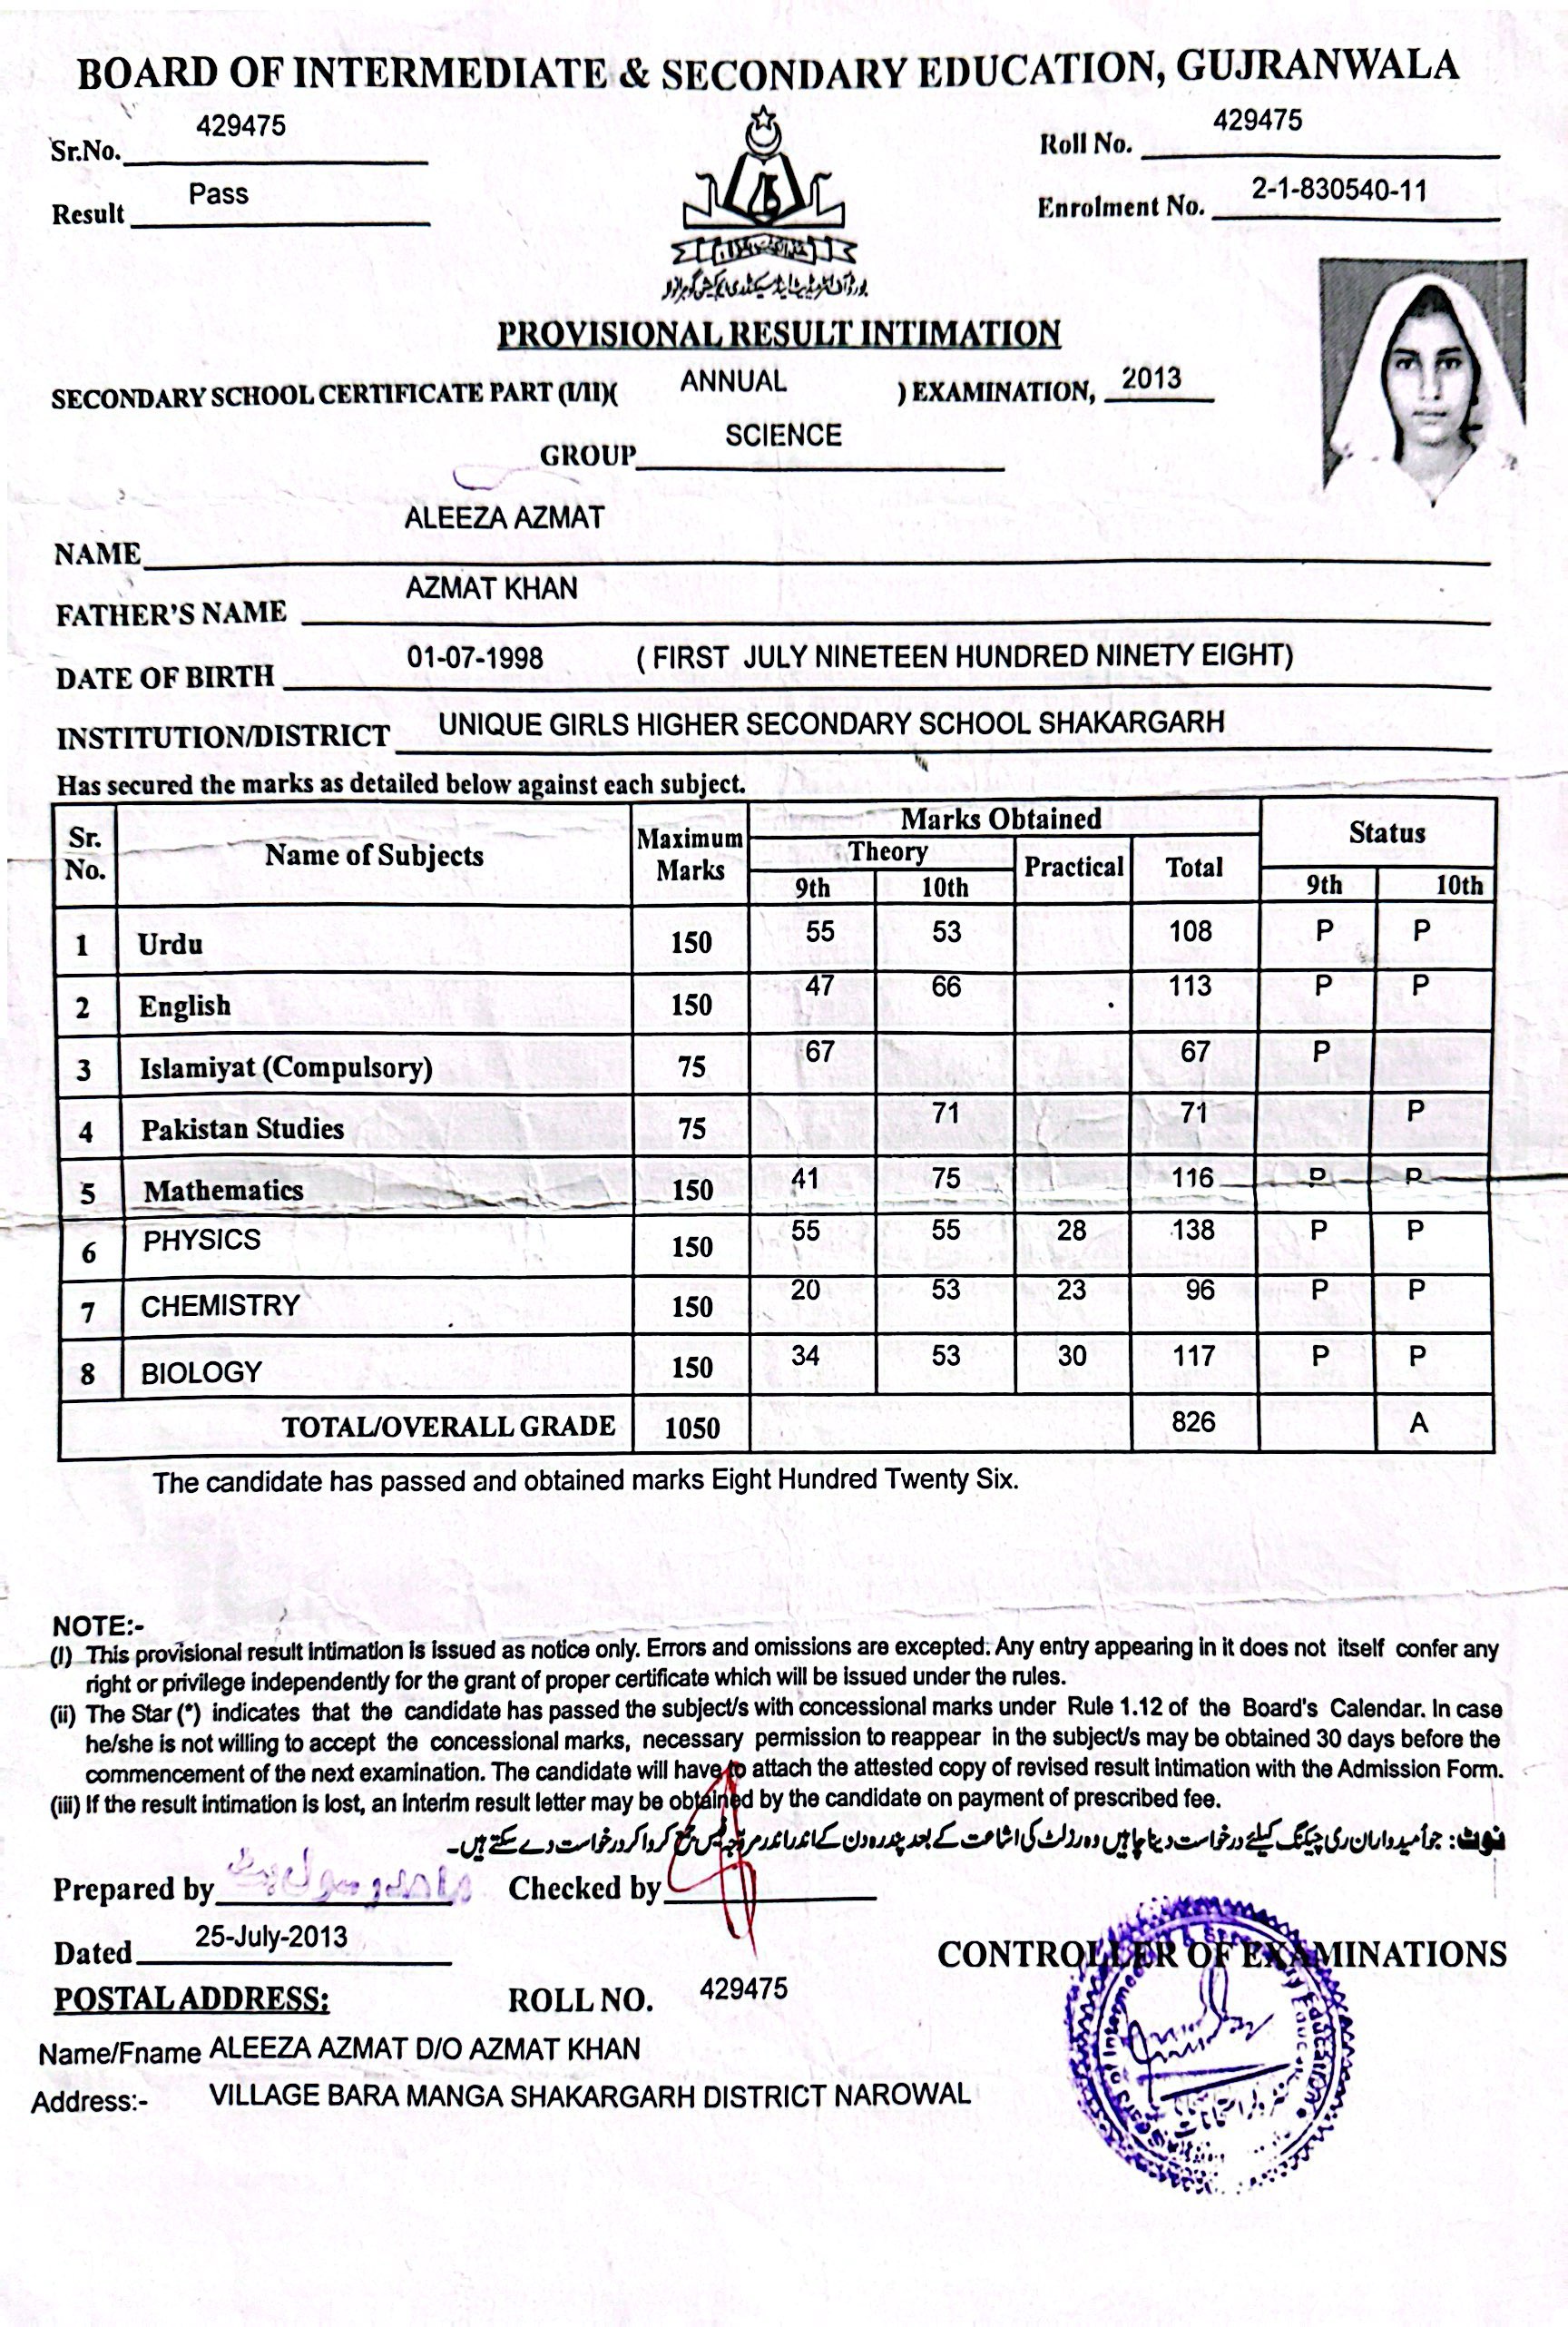 BOARD OF INTERMEDIATE & SECONDARY EDUCATION, GUJRANWALA
Sr.No. 429475
Roll No. 429475
Result Pass
Enrolment No. 2-1-830540-11
بورڈ آف انٹرمیڈیٹ اینڈ سیکنڈری ایجوکیشن گوجرانوالہ
PROVISIONAL RESULT INTIMATION
SECONDARY SCHOOL CERTIFICATE PART (I/II)( ANNUAL ) EXAMINATION, 2013
GROUP SCIENCE
NAME ALEEZA AZMAT
FATHER'S NAME AZMAT KHAN
DATE OF BIRTH 01-07-1998 ( FIRST JULY NINETEEN HUNDRED NINETY EIGHT)
INSTITUTION/DISTRICT UNIQUE GIRLS HIGHER SECONDARY SCHOOL SHAKARGARH
Has secured the marks as detailed below against each subject.
Sr. No. Name of Subjects Maximum Marks Marks Obtained Status
Theory Practical Total
9th 10th 9th 10th
1 Urdu 150 55 53 108 P P
2 English 150 47 66 113 P P
3 Islamiyat (Compulsory) 75 67 67 P
4 Pakistan Studies 75 71 71 P
5 Mathematics 150 41 75 116 P P
6 PHYSICS 150 55 55 28 138 P P
7 CHEMISTRY 150 20 53 23 96 P P
8 BIOLOGY 150 34 53 30 117 P P
TOTAL/OVERALL GRADE 1050 826 A
The candidate has passed and obtained marks Eight Hundred Twenty Six.
NOTE:-
(I) This provisional result intimation is issued as notice only. Errors and omissions are excepted. Any entry appearing in it does not itself confer any
right or privilege independently for the grant of proper certificate which will be issued under the rules.
(ii) The Star (*) indicates that the candidate has passed the subject/s with concessional marks under Rule 1.12 of the Board's Calendar. In case
he/she is not willing to accept the concessional marks, necessary permission to reappear in the subject/s may be obtained 30 days before the
commencement of the next examination. The candidate will have to attach the attested copy of revised result intimation with the Admission Form.
(iii) If the result intimation is lost, an interim result letter may be obtained by the candidate on payment of prescribed fee.
نوٹ: جو امیدواران ری چیکنگ کیلئے درخواست دینا چاہیں وہ رزلٹ کی اشاعت کے بعد پندرہ دن کے اندر اندر فیس جمع کروا کر درخواست دے سکتے ہیں۔
Prepared by
Checked by
Dated 25-July-2013
CONTROLLER OF EXAMINATIONS
POSTAL ADDRESS:
ROLL NO. 429475
Name/Fname ALEEZA AZMAT D/O AZMAT KHAN
Address:- VILLAGE BARA MANGA SHAKARGARH DISTRICT NAROWAL